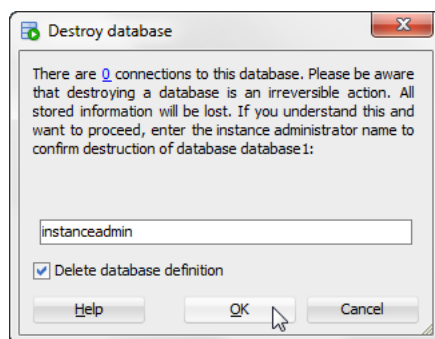 Destroy database
There are 0 connections to this database. Please be aware
that destroying a database is an irreversible action. All
stored information will be lost. If you understand this and
want to proceed, enter the instance administrator name to
confirm destruction of database database1:
instanceadmin
Delete database definition
Help OK Cancel